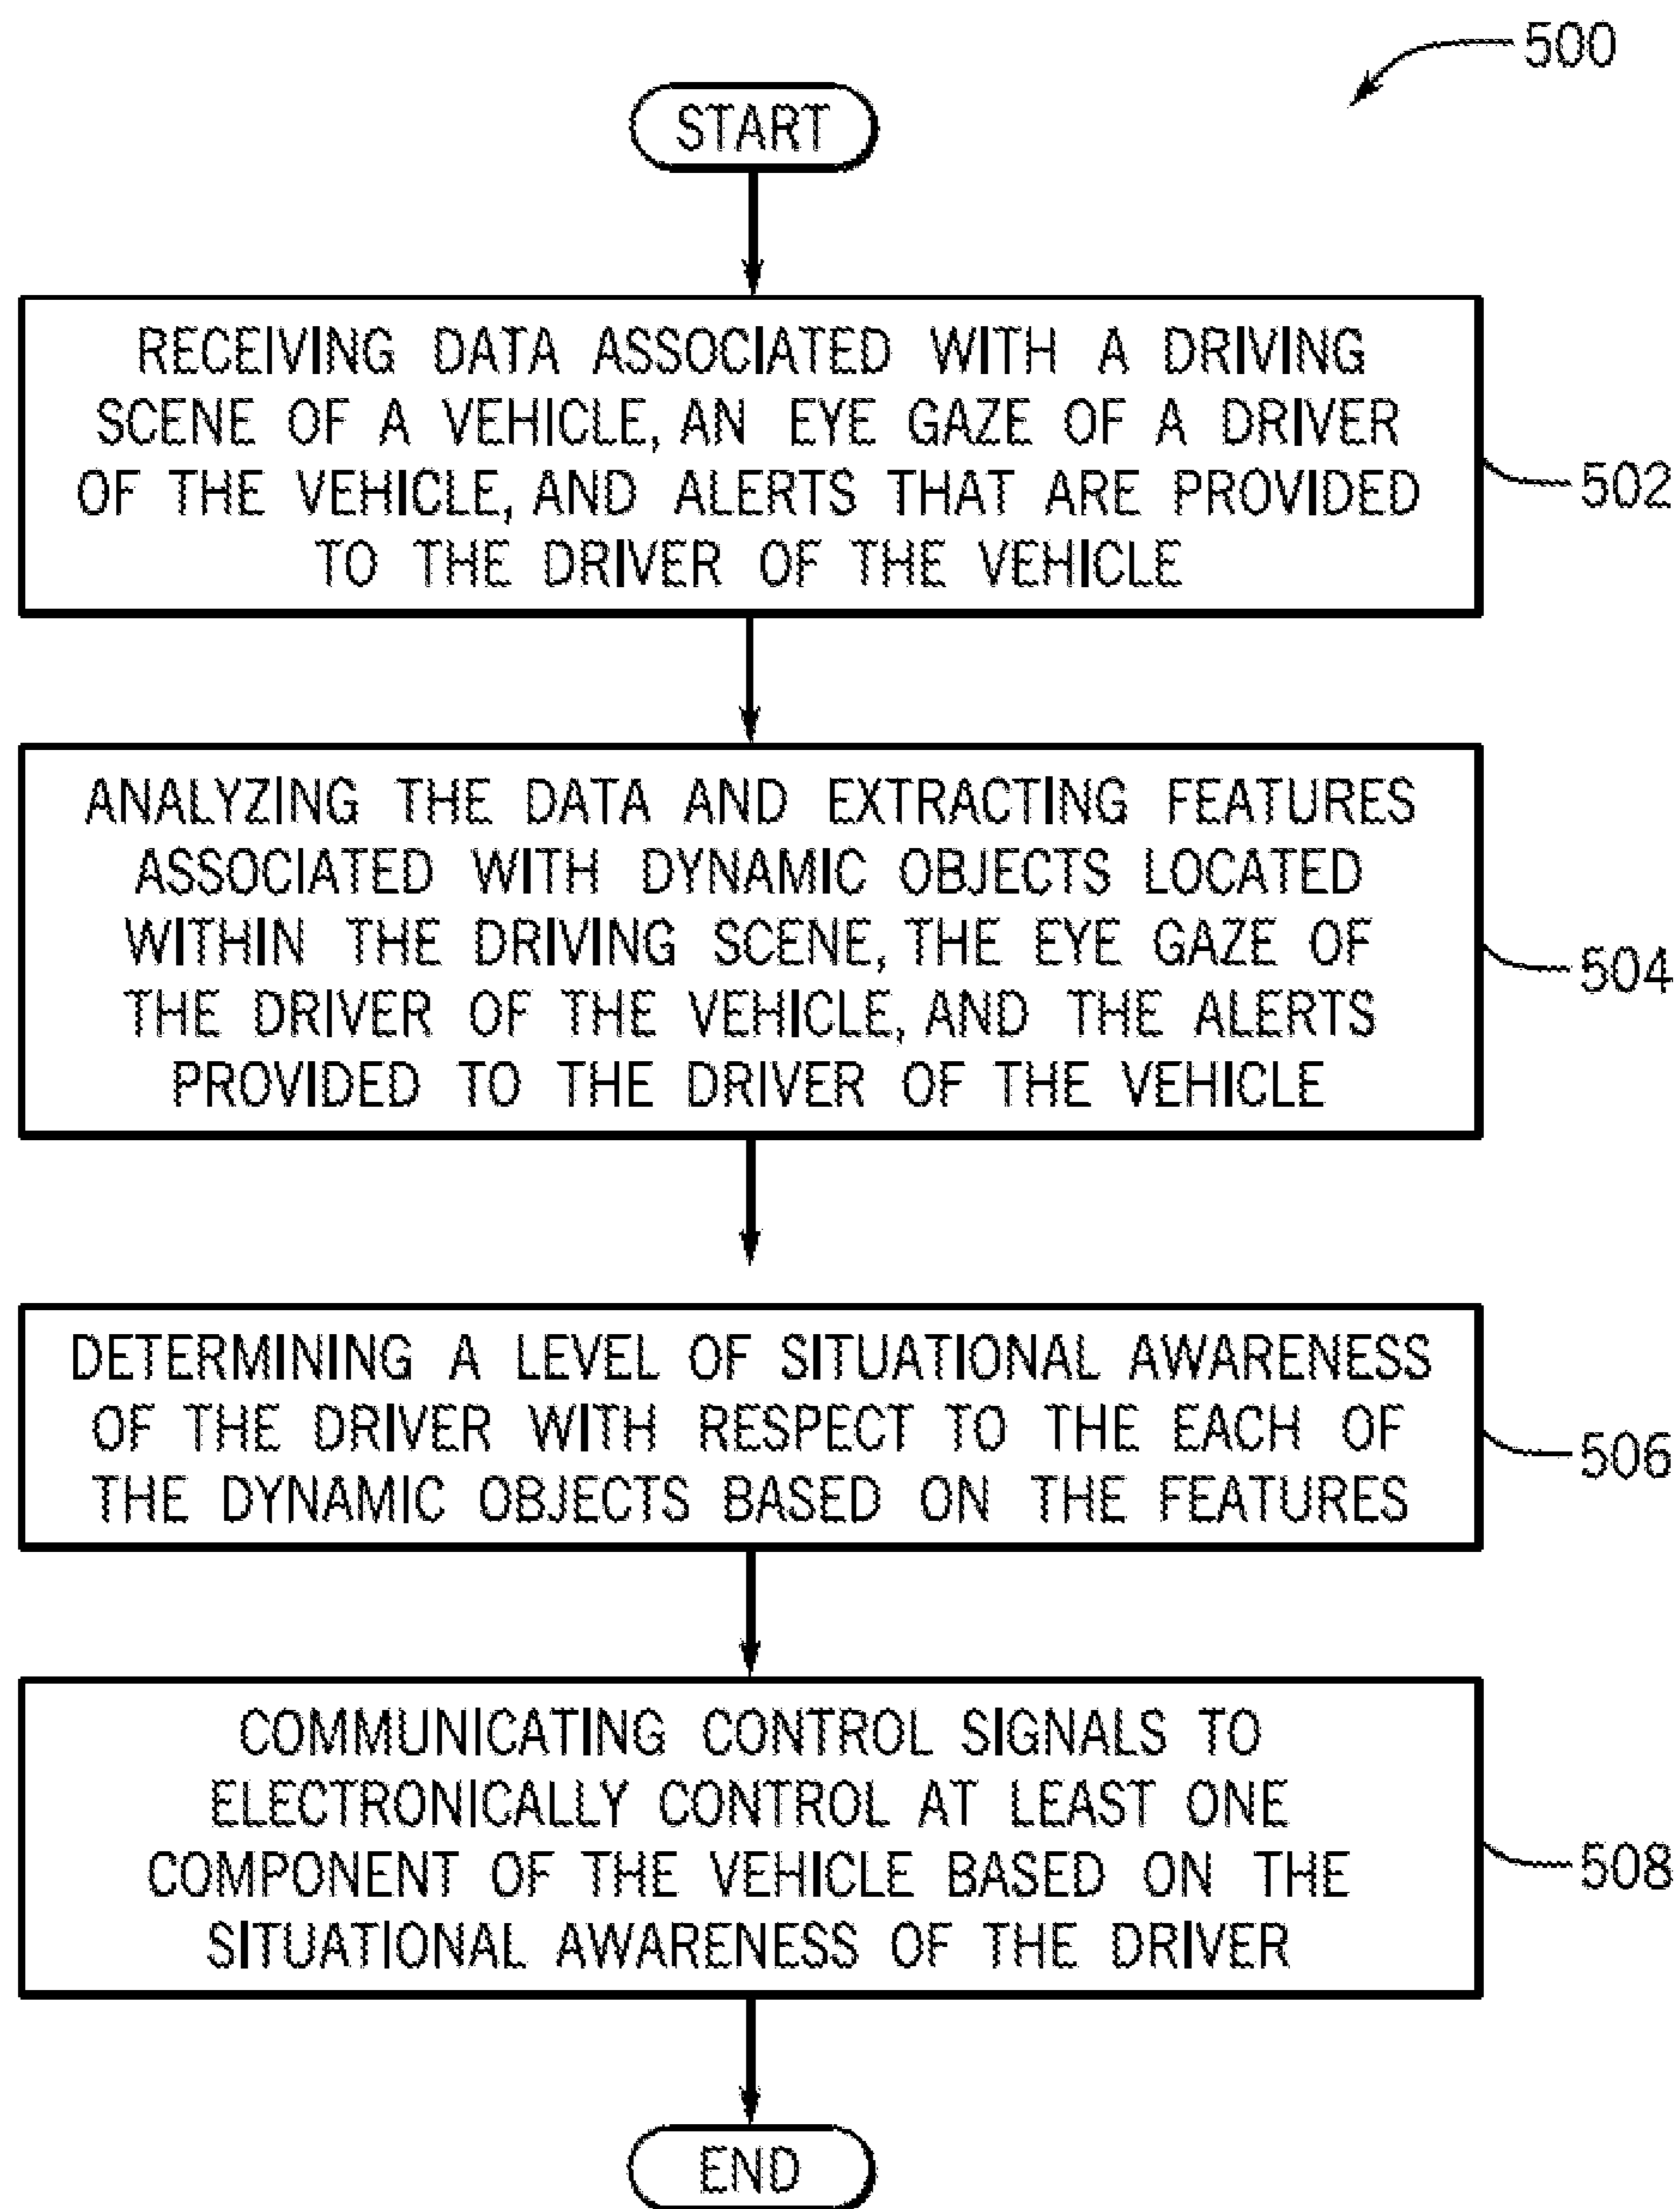 500
START
RECEIVING DATA ASSOCIATED WITH A DRIVING
SCENE OF A VEHICLE, AN EYE GAZE OF A DRIVER
OF THE VEHICLE, AND ALERTS THAT ARE PROVIDED
TO THE DRIVER OF THE VEHICLE
502
ANALYZING THE DATA AND EXTRACTING FEATURES
ASSOCIATED WITH DYNAMIC OBJECTS LOCATED
WITHIN THE DRIVING SCENE, THE EYE GAZE OF
THE DRIVER OF THE VEHICLE, AND THE ALERTS
PROVIDED TO THE DRIVER OF THE VEHICLE
504
DETERMINING A LEVEL OF SITUATIONAL AWARENESS
OF THE DRIVER WITH RESPECT TO THE EACH OF
THE DYNAMIC OBJECTS BASED ON THE FEATURES
506
COMMUNICATING CONTROL SIGNALS TO
ELECTRONICALLY CONTROL AT LEAST ONE
COMPONENT OF THE VEHICLE BASED ON THE
SITUATIONAL AWARENESS OF THE DRIVER
508
END